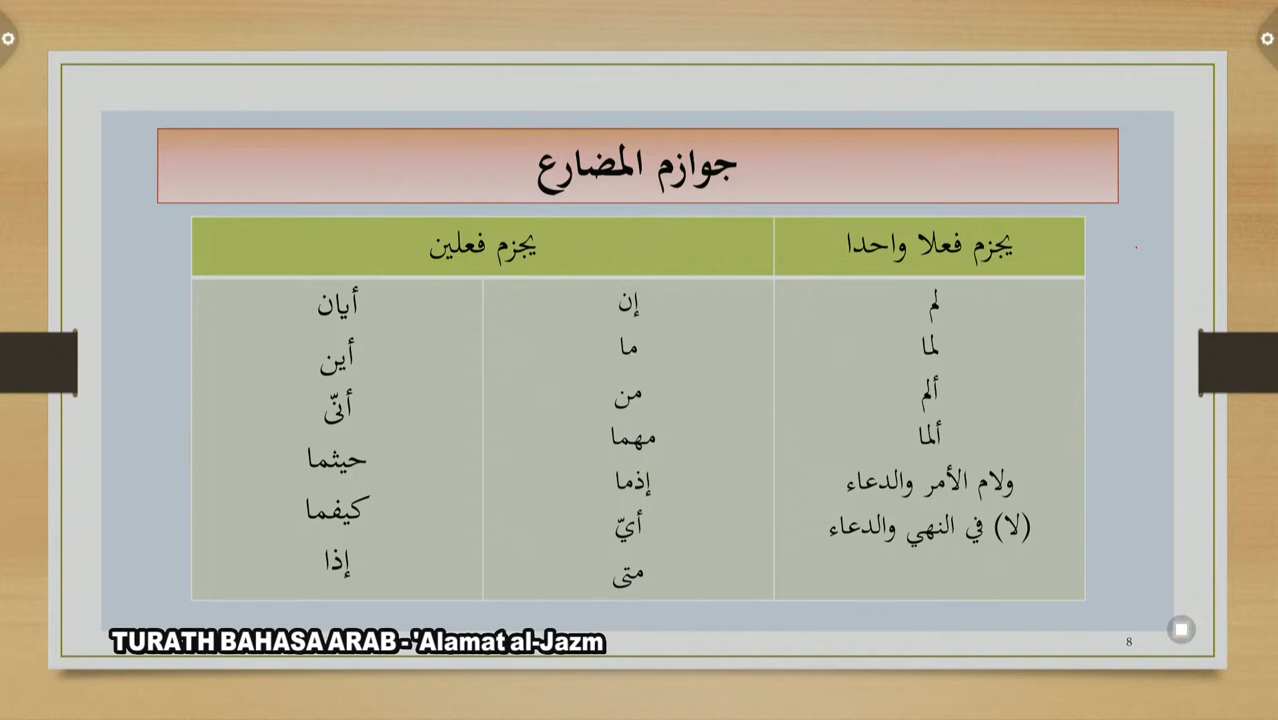 جوازم المضارع
يجزم فعلا واحدا
يجزم فعلين
لم
لما
ألم
ألما
ولام الأمر والدعاء
(لا) في النهي والدعاء
إن
ما
من
مهما
إذما
أيّ
متى
أيان
أين
أنّى
حيثما
كيفما
إذا
TURATH BAHASA ARAB - 'Alamat al-Jazm
8